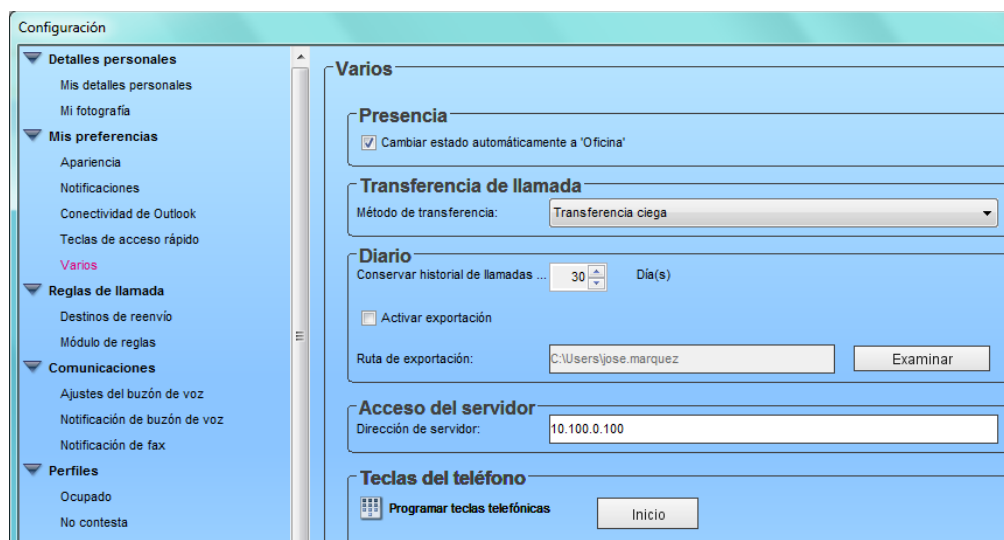 Configuración
Detalles personales
Mis detalles personales
Mi fotografía
Mis preferencias
Apariencia
Notificaciones
Conectividad de Outlook
Teclas de acceso rápido
Varios
Reglas de llamada
Destinos de reenvío
Módulo de reglas
Comunicaciones
Ajustes del buzón de voz
Notificación de buzón de voz
Notificación de fax
Perfiles
Ocupado
No contesta
Varios
Presencia
Cambiar estado automáticamente a 'Oficina'
Transferencia de llamada
Método de transferencia: Transferencia ciega
Diario
Conservar historial de llamadas ... 30 Día(s)
Activar exportación
Ruta de exportación: C:\Users\jose.marquez Examinar
Acceso del servidor
Dirección de servidor: 10.100.0.100
Teclas del teléfono
Programar teclas telefónicas Inicio